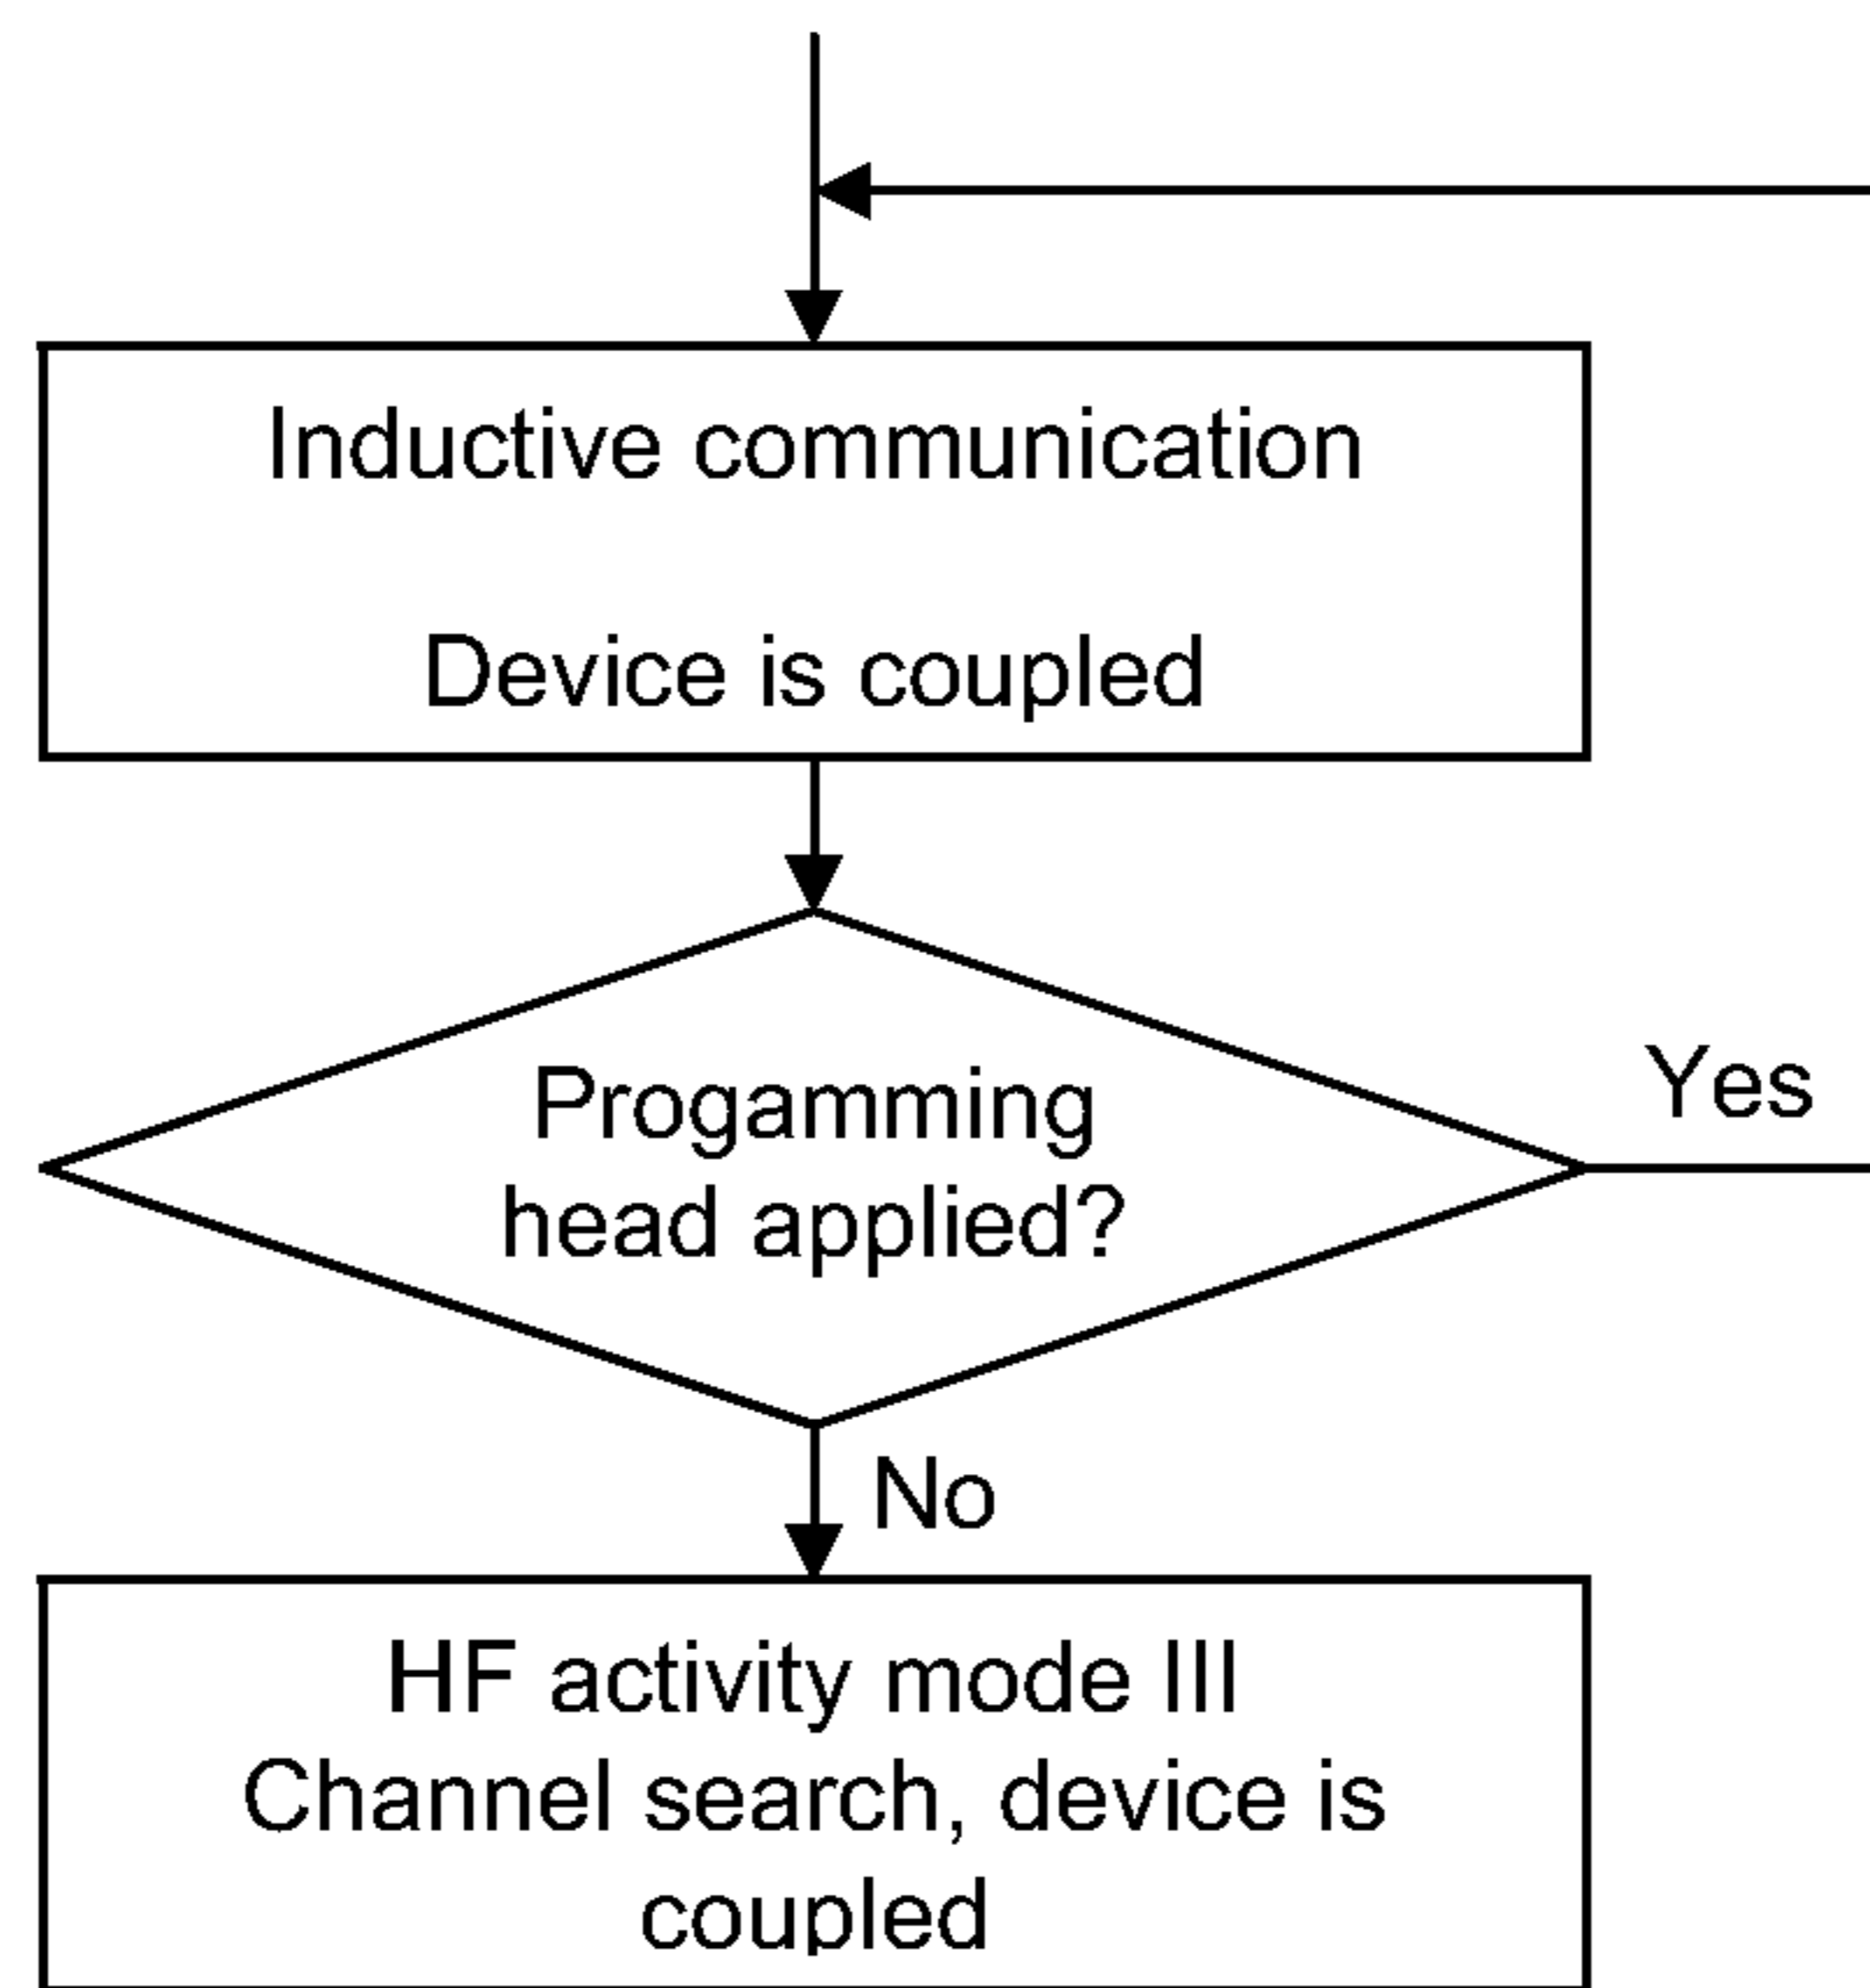 Inductive communication
Device is coupled
Progamming
head applied?
Yes
No
HF activity mode III
Channel search, device is
coupled